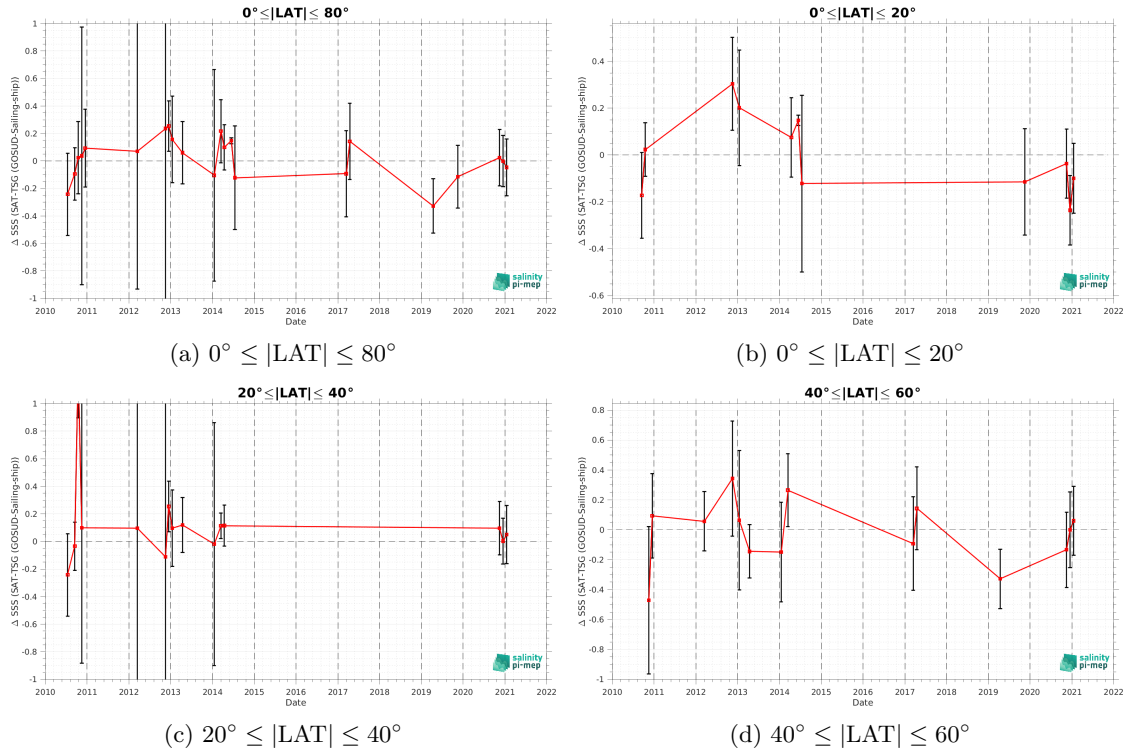 0°≤|LAT|≤ 80°
1
0.8
0.6
0.4
0.2
0
-0.2
-0.4
-0.6
-0.8
-1
Δ SSS (SAT-TSG (GOSUD-Sailing-ship))
2010 2011 2012 2013 2014 2015 2016 2017 2018 2019 2020 2021 2022
Date
salinity
pi-mep
(a) 0° ≤ |LAT| ≤ 80°
0°≤|LAT|≤ 20°
0.4
0.2
0
-0.2
-0.4
-0.6
Δ SSS (SAT-TSG (GOSUD-Sailing-ship))
2010 2011 2012 2013 2014 2015 2016 2017 2018 2019 2020 2021 2022
Date
salinity
pi-mep
(b) 0° ≤ |LAT| ≤ 20°
20°≤|LAT|≤ 40°
1
0.8
0.6
0.4
0.2
0
-0.2
-0.4
-0.6
-0.8
-1
Δ SSS (SAT-TSG (GOSUD-Sailing-ship))
2010 2011 2012 2013 2014 2015 2016 2017 2018 2019 2020 2021 2022
Date
salinity
pi-mep
(c) 20° ≤ |LAT| ≤ 40°
40°≤|LAT|≤ 60°
0.8
0.6
0.4
0.2
0
-0.2
-0.4
-0.6
-0.8
-1
Δ SSS (SAT-TSG (GOSUD-Sailing-ship))
2010 2011 2012 2013 2014 2015 2016 2017 2018 2019 2020 2021 2022
Date
salinity
pi-mep
(d) 40° ≤ |LAT| ≤ 60°